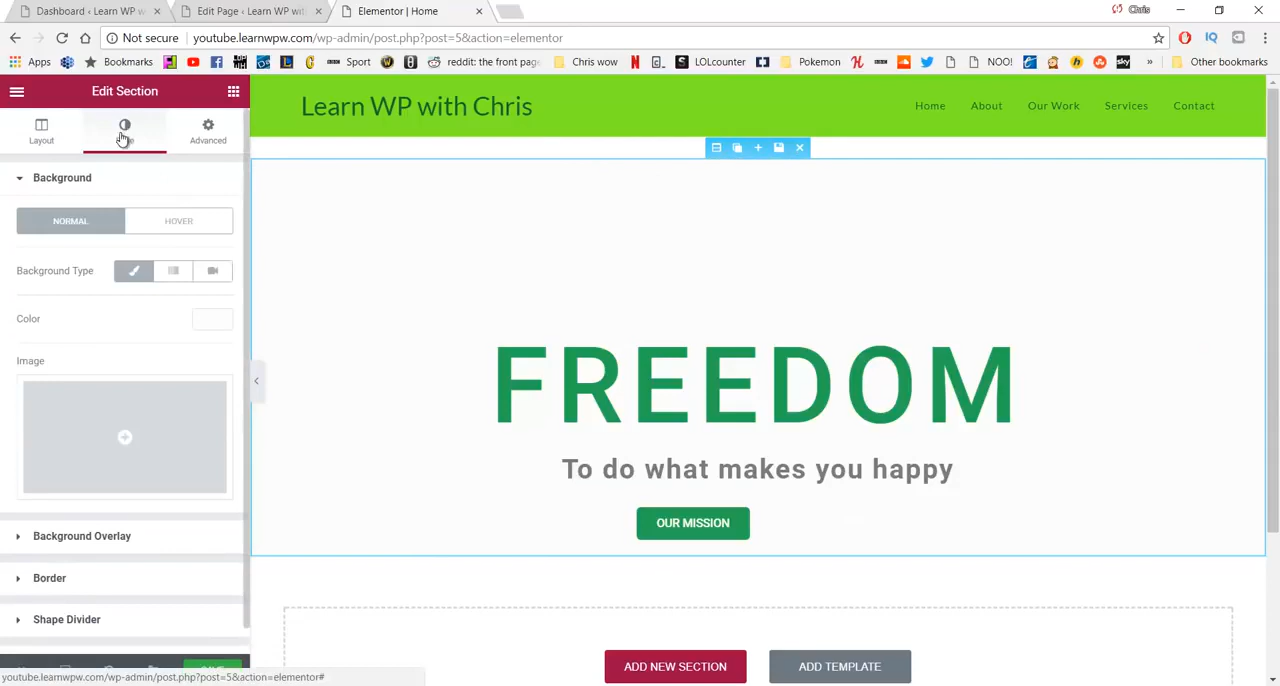 Dashboard ‹ Learn WP w
Edit Page ‹ Learn WP wit
Elementor | Home
Chris
Not secure
youtube.learnwpw.com/wp-admin/post.php?post=5&action=elementor
Apps
Bookmarks
Sport
reddit: the front page
Chris wow
LOLcounter
Pokemon
NOO!
»
Other bookmarks
Edit Section
Layout
Advanced
Background
NORMAL
HOVER
Background Type
Color
Image
Background Overlay
Border
Shape Divider
youtube.learnwpw.com/wp-admin/post.php?post=5&action=elementor#
Learn WP with Chris
Home
About
Our Work
Services
Contact
FREEDOM
To do what makes you happy
OUR MISSION
ADD NEW SECTION
ADD TEMPLATE